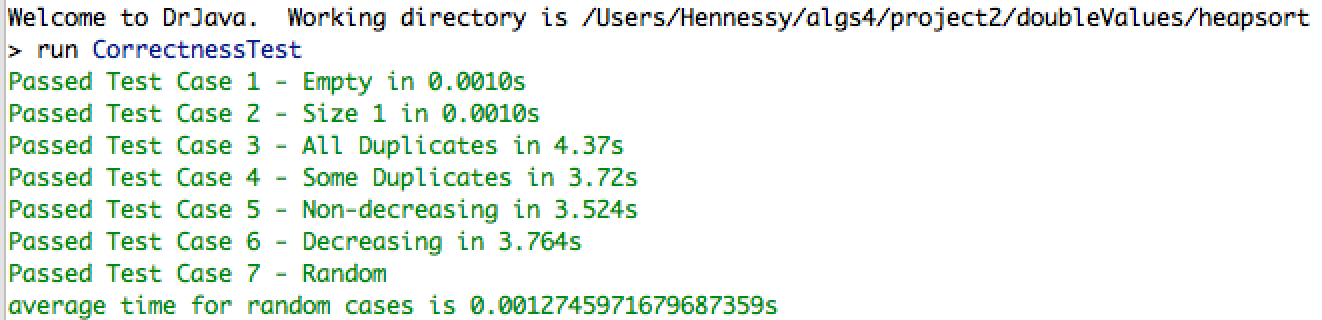 Welcome to DrJava.  Working directory is /Users/Hennessy/algs4/project2/doubleValues/heapsort
> run CorrectnessTest
Passed Test Case 1 - Empty in 0.0010s
Passed Test Case 2 - Size 1 in 0.0010s
Passed Test Case 3 - All Duplicates in 4.37s
Passed Test Case 4 - Some Duplicates in 3.72s
Passed Test Case 5 - Non-decreasing in 3.524s
Passed Test Case 6 - Decreasing in 3.764s
Passed Test Case 7 - Random
average time for random cases is 0.0012745971679687359s